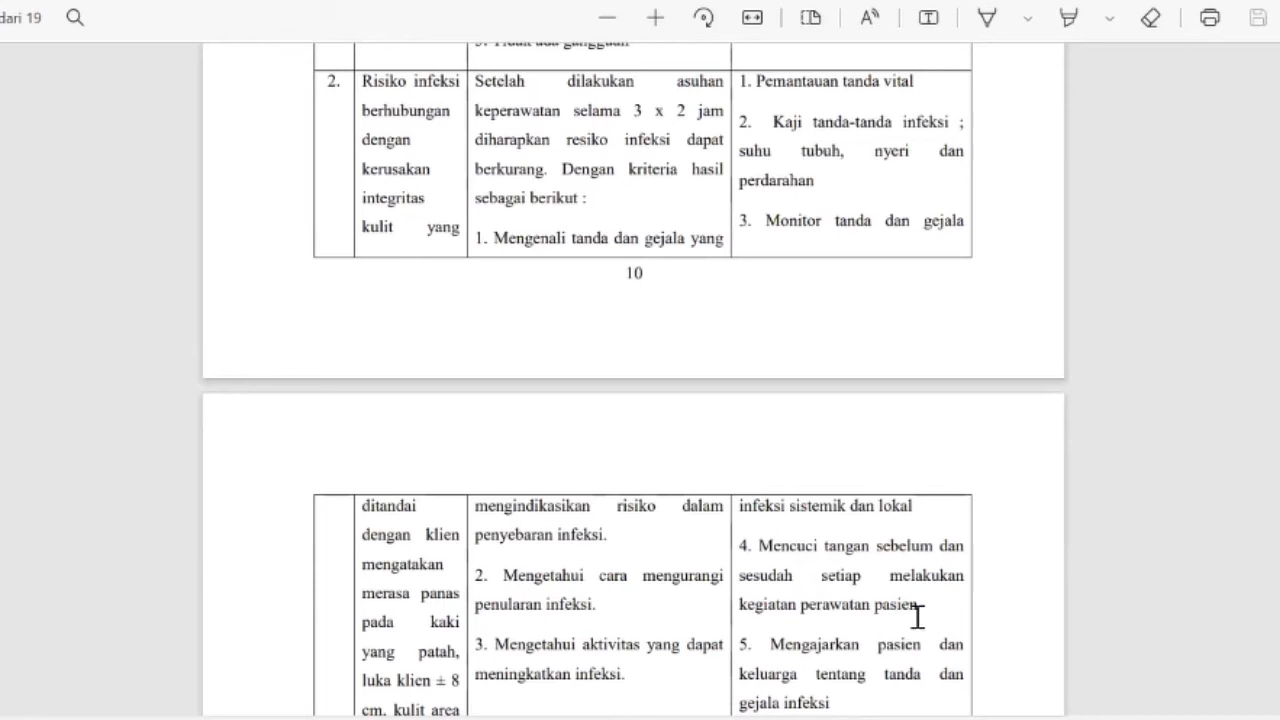 dari 19
3. Tidak ada gangguan
2.
Risiko infeksi
berhubungan
dengan
kerusakan
integritas
kulit yang
Setelah dilakukan asuhan
keperawatan selama 3 x 2 jam
diharapkan resiko infeksi dapat
berkurang. Dengan kriteria hasil
sebagai berikut :
1. Mengenali tanda dan gejala yang
1. Pemantauan tanda vital
2. Kaji tanda-tanda infeksi ;
suhu tubuh, nyeri dan
perdarahan
3. Monitor tanda dan gejala
10
ditandai
dengan klien
mengatakan
merasa panas
pada kaki
yang patah,
luka klien ± 8
cm, kulit area
mengindikasikan risiko dalam
penyebaran infeksi.
2. Mengetahui cara mengurangi
penularan infeksi.
3. Mengetahui aktivitas yang dapat
meningkatkan infeksi.
infeksi sistemik dan lokal
4. Mencuci tangan sebelum dan
sesudah setiap melakukan
kegiatan perawatan pasien
5. Mengajarkan pasien dan
keluarga tentang tanda dan
gejala infeksi